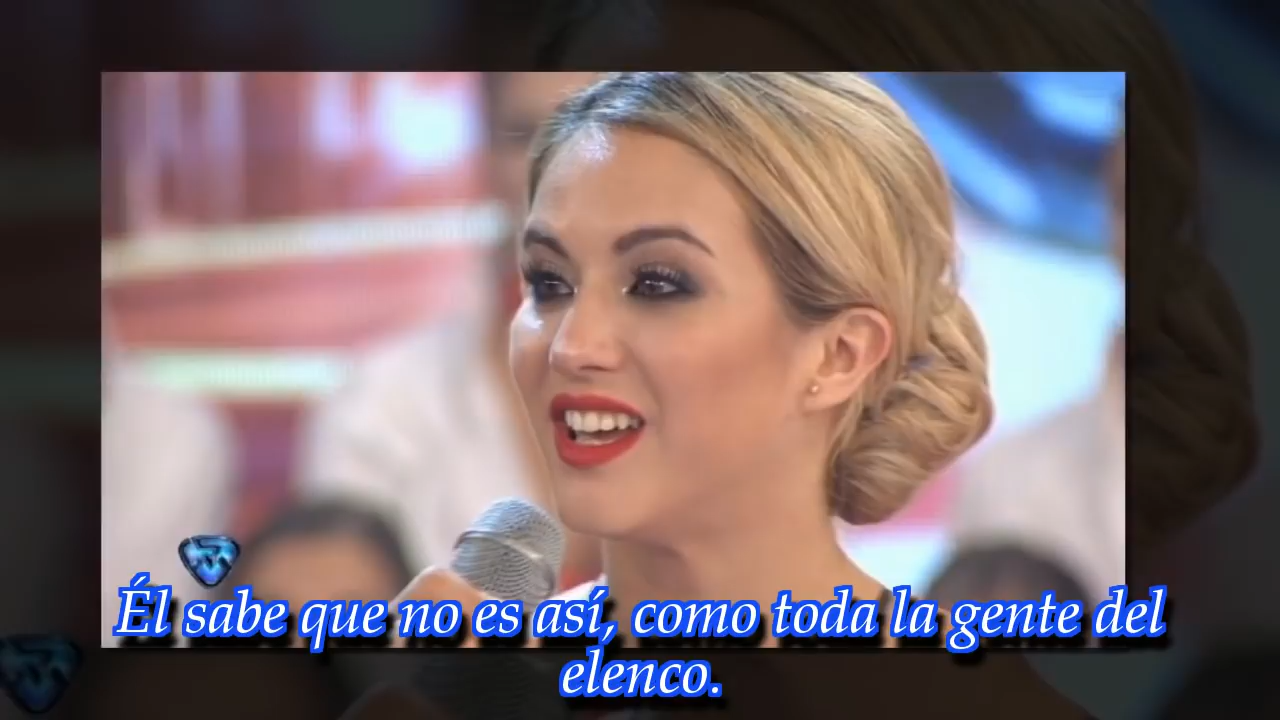 Él sabe que no es así, como toda la gente del
elenco.